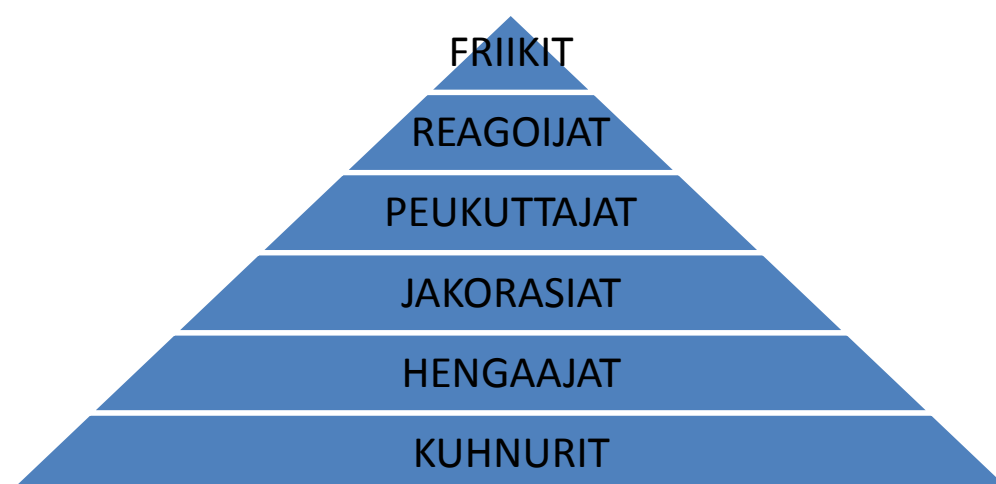 FRIIKIT
REAGOIJAT
PEUKUTTAJAT
JAKORASIAT
HENGAAJAT
KUHNURIT